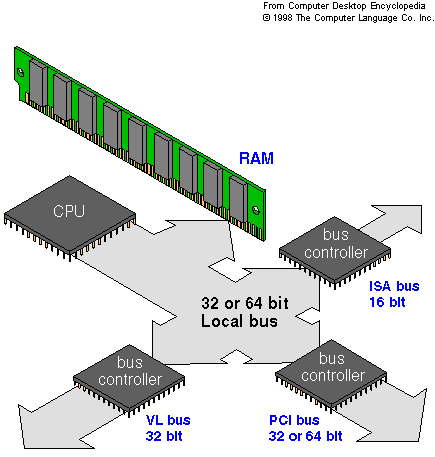 From Computer Desktop Encyclopedia
© 1998 The Computer Language Co. Inc.
RAM
CPU
bus
controller
ISA bus
16 bit
32 or 64 bit
Local bus
bus
controller
VL bus
32 bit
bus
controller
PCI bus
32 or 64 bit